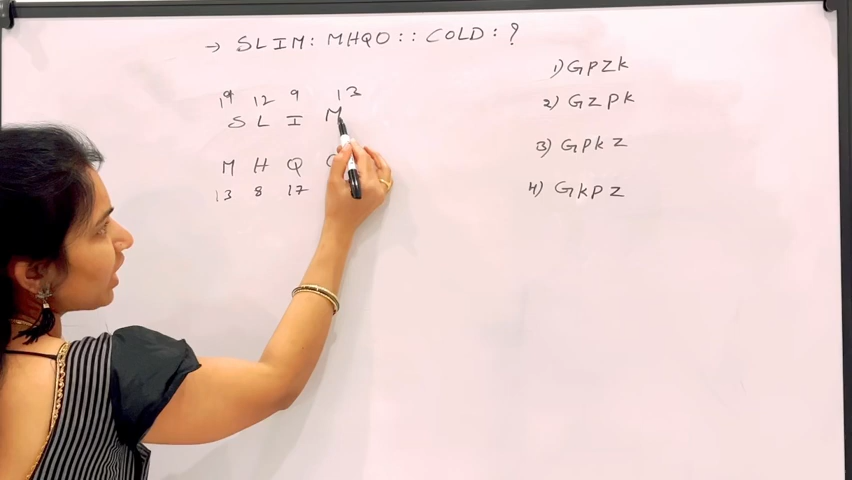 → SLIM: MHQO:: COLD: ?
1) GPZK
2) GZPK
3) GPKZ
4) GKPZ
19 12 9 13
S L I M
M H Q
13 8 17